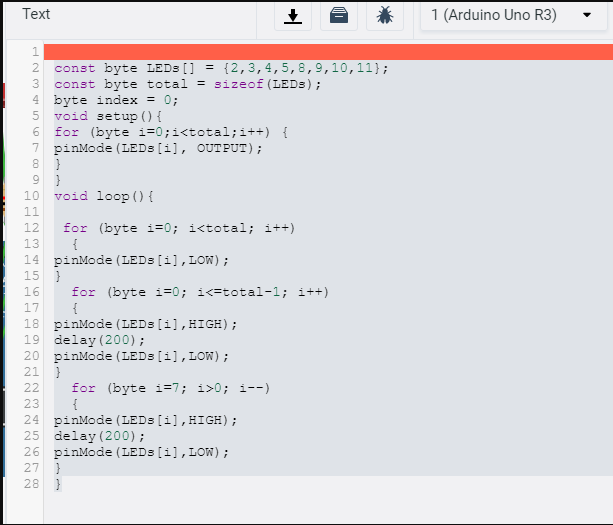 Text
1 (Arduino Uno R3)
1
2 const byte LEDs[] = {2,3,4,5,8,9,10,11};
3 const byte total = sizeof(LEDs);
4 byte index = 0;
5 void setup(){
6 for (byte i=0;i<total;i++) {
7 pinMode(LEDs[i], OUTPUT);
8 }
9 }
10 void loop(){
11
12  for (byte i=0; i<total; i++)
13   {
14 pinMode(LEDs[i],LOW);
15 }
16   for (byte i=0; i<=total-1; i++)
17   {
18 pinMode(LEDs[i],HIGH);
19 delay(200);
20 pinMode(LEDs[i],LOW);
21 }
22   for (byte i=7; i>0; i--)
23   {
24 pinMode(LEDs[i],HIGH);
25 delay(200);
26 pinMode(LEDs[i],LOW);
27 }
28 }